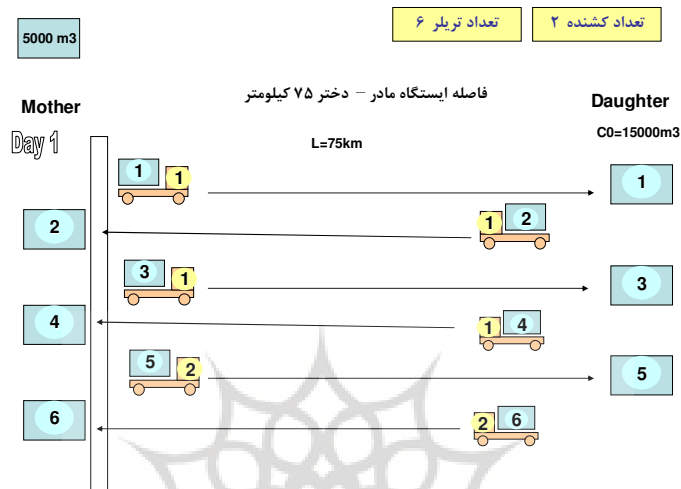 تعداد تریلر ۶
تعداد کشنده ۲
5000 m3
فاصله ایستگاه مادر – دختر ۷۵ کیلومتر
Mother
Daughter
Day 1
L=75km
C0=15000m3
1 1 1
2 1 2
3 1 3
4 1 4
5 2 5
6 2 6